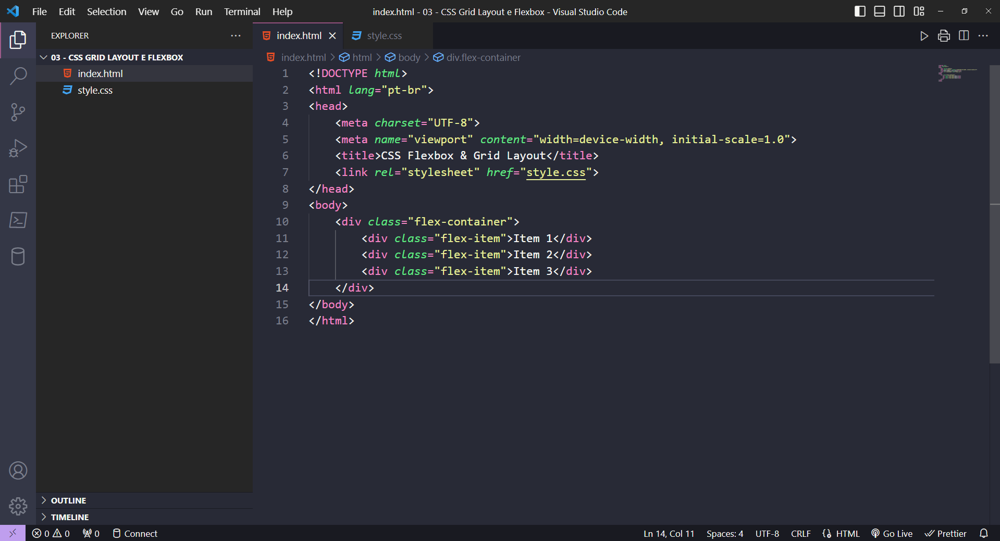 File Edit Selection View Go Run Terminal Help
index.html - 03 - CSS Grid Layout e Flexbox - Visual Studio Code
EXPLORER
03 - CSS GRID LAYOUT E FLEXBOX
index.html
style.css
OUTLINE
TIMELINE
index.html style.css
index.html > html > body > div.flex-container
1 <!DOCTYPE html>
2 <html lang="pt-br">
3 <head>
4     <meta charset="UTF-8">
5     <meta name="viewport" content="width=device-width, initial-scale=1.0">
6     <title>CSS Flexbox & Grid Layout</title>
7     <link rel="stylesheet" href="style.css">
8 </head>
9 <body>
10     <div class="flex-container">
11         <div class="flex-item">Item 1</div>
12         <div class="flex-item">Item 2</div>
13         <div class="flex-item">Item 3</div>
14     </div>
15 </body>
16 </html>
0 0 0 Connect
Ln 14, Col 11 Spaces: 4 UTF-8 CRLF HTML Go Live Prettier